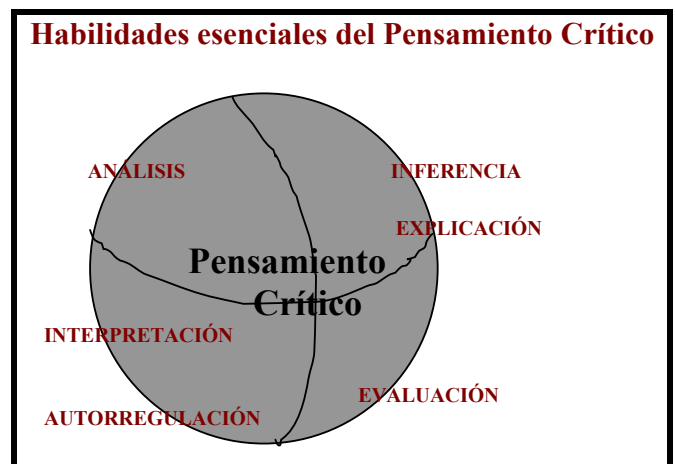 Habilidades esenciales del Pensamiento Crítico
ANÁLISIS
INFERENCIA
EXPLICACIÓN
Pensamiento
Crítico
INTERPRETACIÓN
EVALUACIÓN
AUTORREGULACIÓN